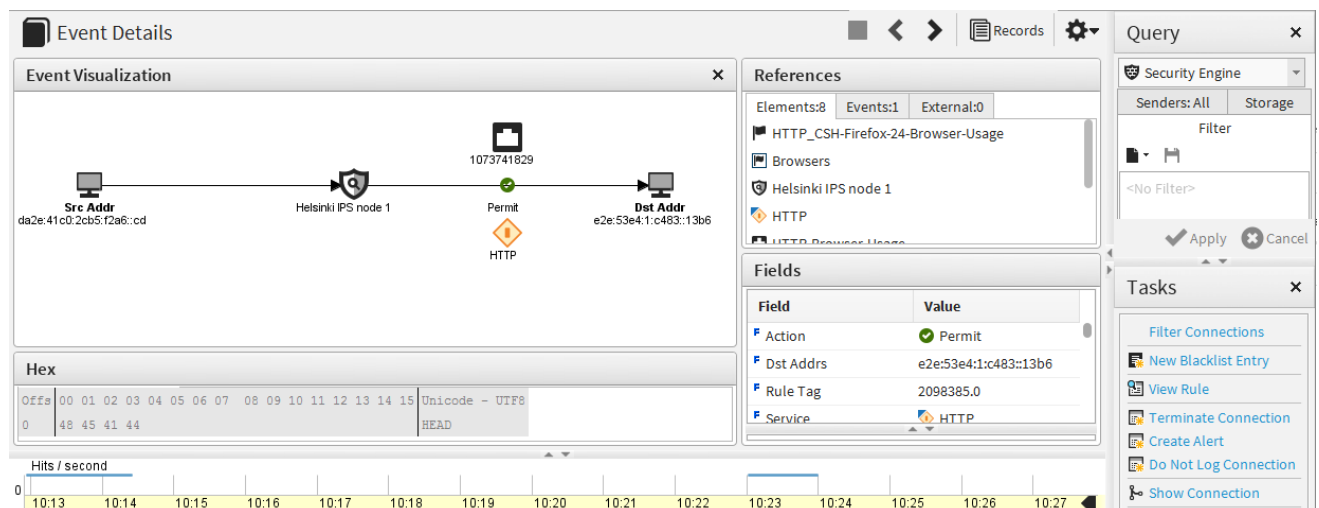 Event Details
Records
Event Visualization
1073741829
Src Addr
da2e:41c0:2cb5:f2a6::cd
Helsinki IPS node 1
Permit
Dst Addr
e2e:53e4:1:c483::13b6
HTTP
Hex
Offs 00 01 02 03 04 05 06 07 08 09 10 11 12 13 14 15 Unicode - UTF8
0 48 45 41 44 HEAD
References
Elements:8 Events:1 External:0
HTTP_CSH-Firefox-24-Browser-Usage
Browsers
Helsinki IPS node 1
HTTP
HTTP Browser Usage
Fields
Field Value
F Action Permit
F Dst Addrs e2e:53e4:1:c483::13b6
F Rule Tag 2098385.0
F Service HTTP
Query
Security Engine
Senders: All Storage
Filter
<No Filter>
Apply Cancel
Tasks
Filter Connections
New Blacklist Entry
View Rule
Terminate Connection
Create Alert
Do Not Log Connection
Show Connection
Hits / second
0
10:13 10:14 10:15 10:16 10:17 10:18 10:19 10:20 10:21 10:22 10:23 10:24 10:25 10:26 10:27